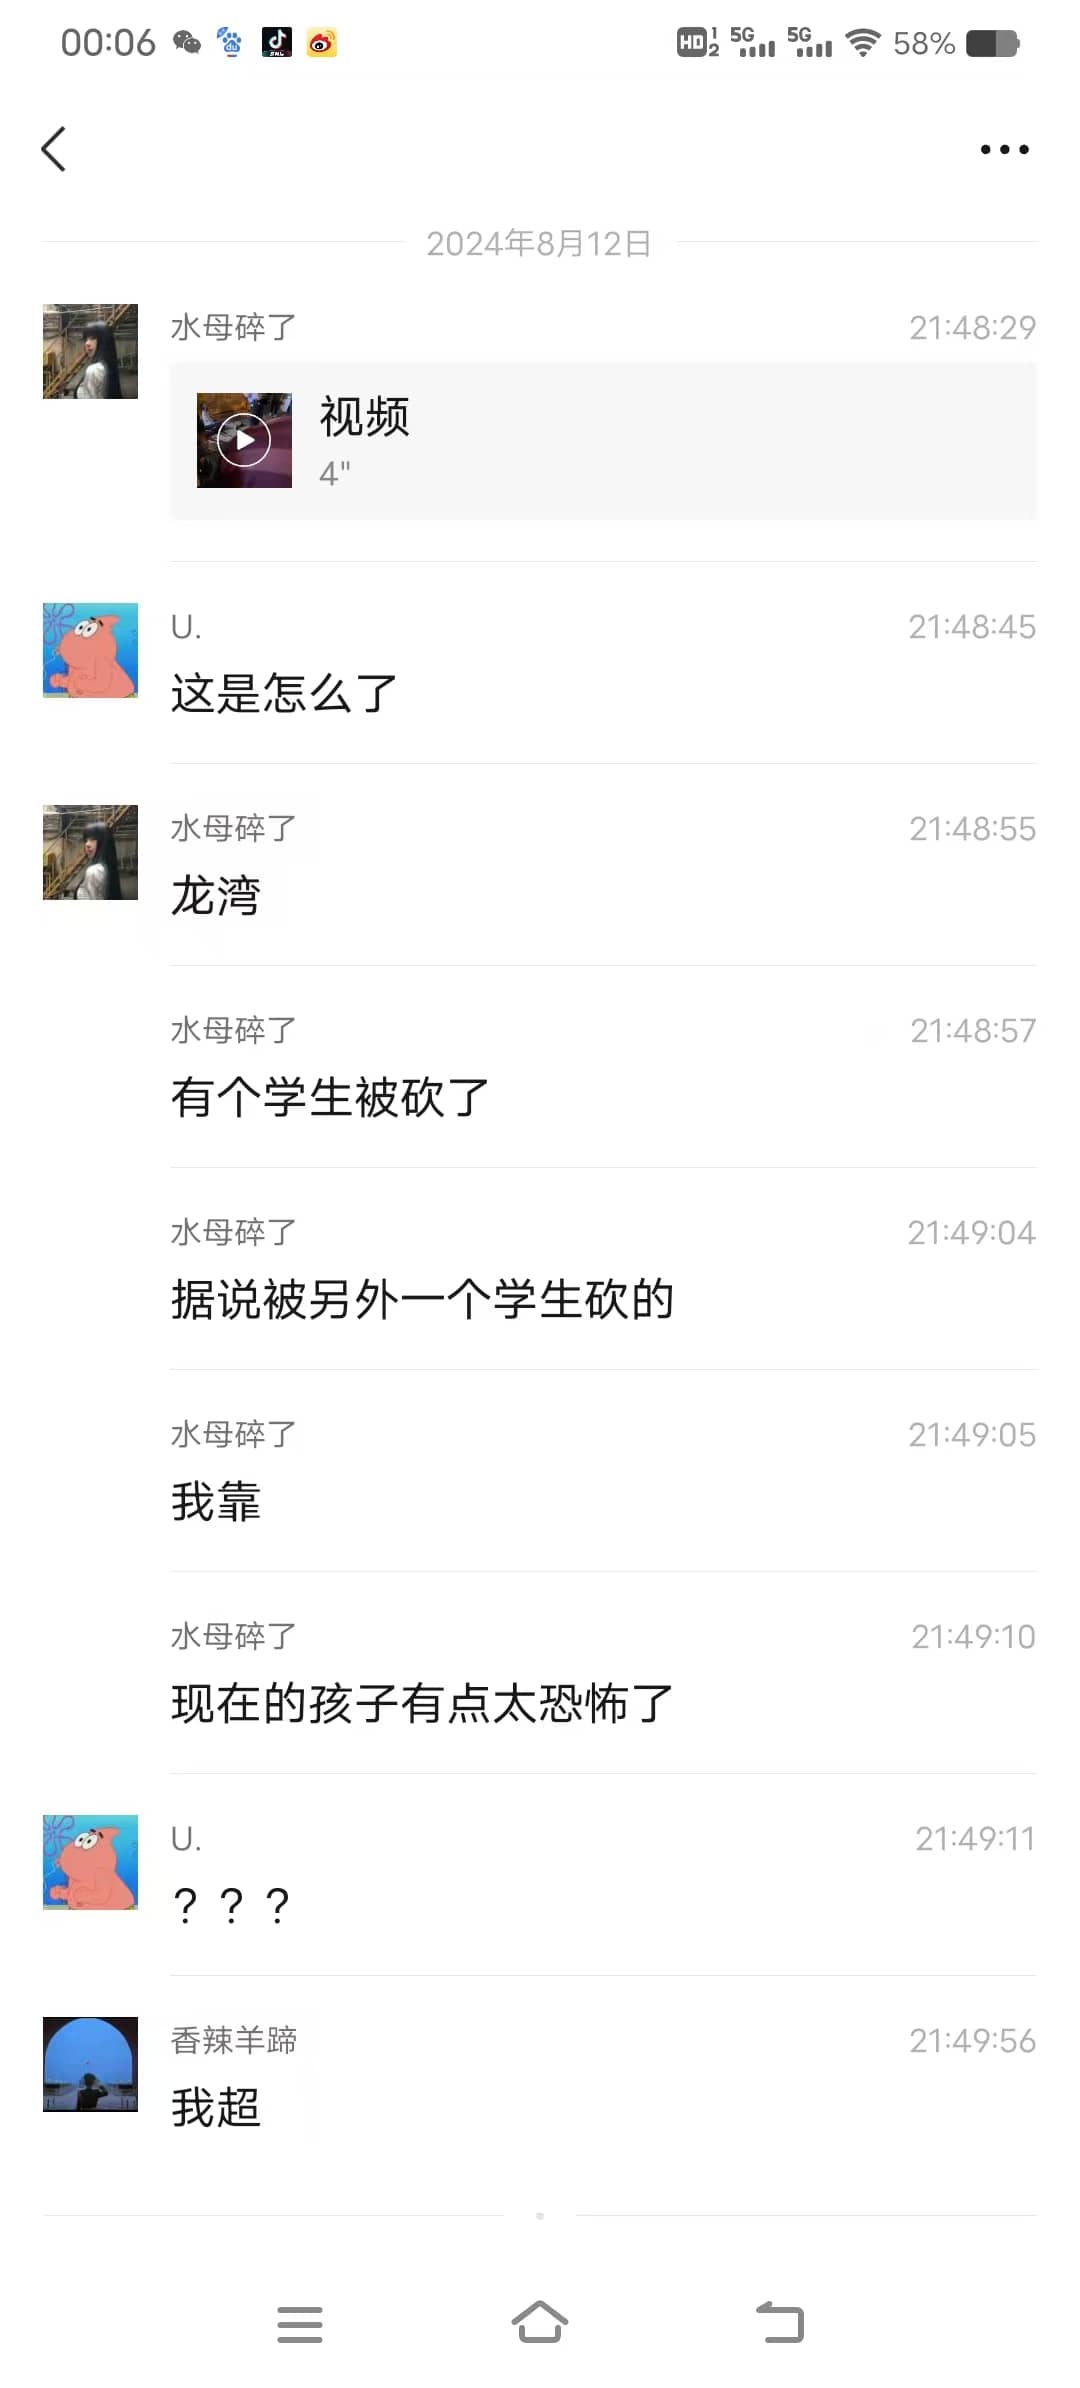 00:06
HD 1 2 5G 5G 58%
2024年8月12日
水母碎了 21:48:29
视频
4"
U. 21:48:45
这是怎么了
水母碎了 21:48:55
龙湾
水母碎了 21:48:57
有个学生被砍了
水母碎了 21:49:04
据说被另外一个学生砍的
水母碎了 21:49:05
我靠
水母碎了 21:49:10
现在的孩子有点太恐怖了
U. 21:49:11
？？？
香辣羊蹄 21:49:56
我超